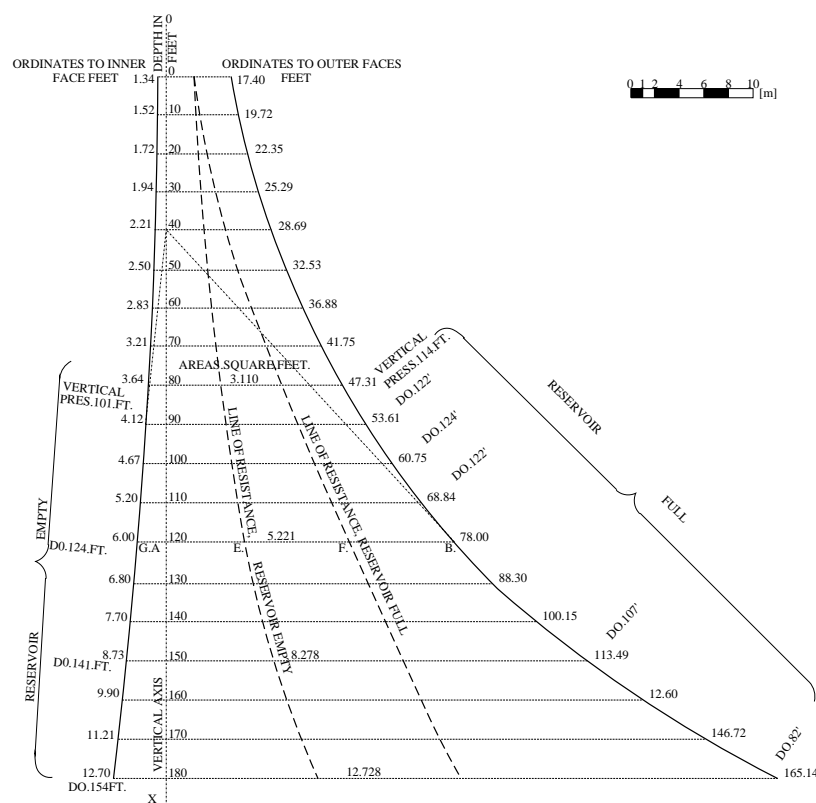 0
DEPTH IN
FEET
ORDINATES TO INNER
FACE FEET
ORDINATES TO OUTER FACES
FEET
0 1 2 4 6 8 10
[m]
1.34 0 17.40
1.52 10 19.72
1.72 20 22.35
1.94 30 25.29
2.21 40 28.69
2.50 50 32.53
2.83 60 36.88
3.21 70 41.75
VERTICAL
PRESS.114,FT.
AREAS.SQUARE,FEET.
3.64 80 3.110 47.31
DO.122'
VERTICAL
PRES.101.FT.
4.12 90 53.61
DO.124'
4.67 100 60.75
DO.122'
5.20 110 68.84
6.00 120 5.221 78.00
D0.124.FT.
G.A E. F. B.
6.80 130 88.30
7.70 140 100.15
DO.107'
8.73 150 8.278 113.49
D0.141.FT.
9.90 160 12.60
11.21 170 146.72
DO.82'
12.70 180 12.728 165.14
DO.154FT.
X
VERTICAL AXIS
LINE OF RESISTANCE.
RESERVOIR EMPTY
LINE OF RESISTANCE, RESERVOIR FULL
RESERVOIR
EMPTY
RESERVOIR
FULL